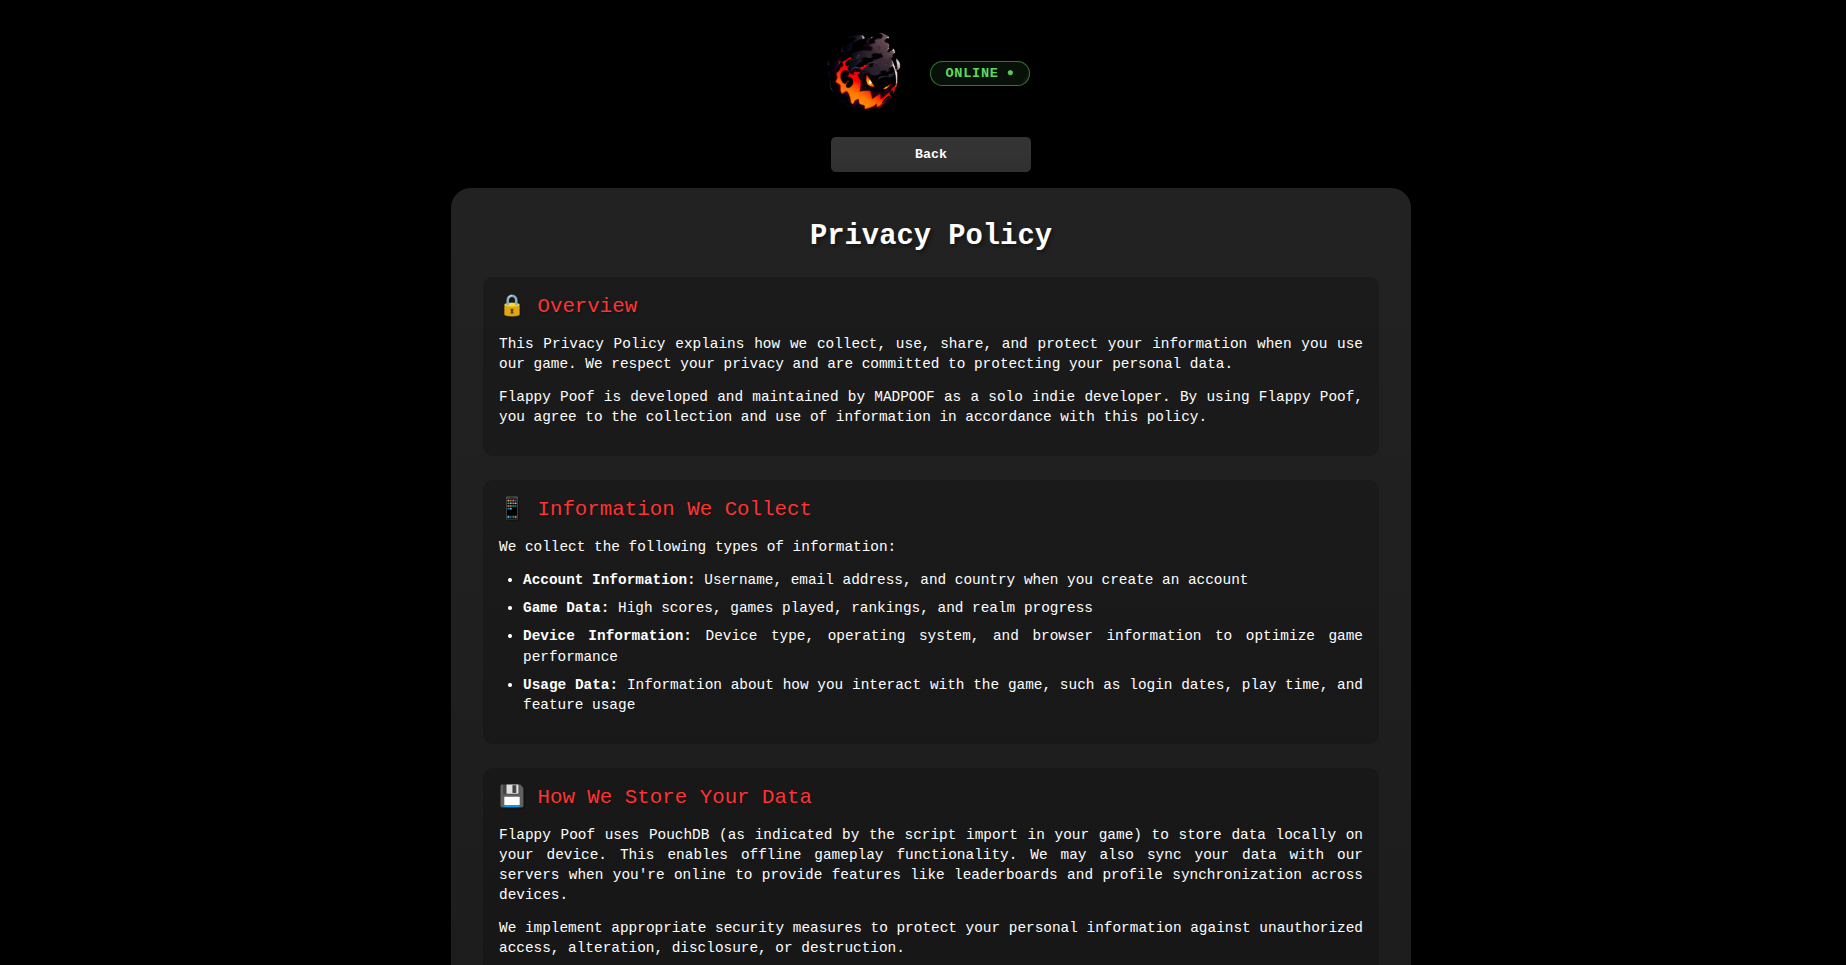 ONLINE ●
Back
Privacy Policy
🔒 Overview
This Privacy Policy explains how we collect, use, share, and protect your information when you use
our game. We respect your privacy and are committed to protecting your personal data.
Flappy Poof is developed and maintained by MADPOOF as a solo indie developer. By using Flappy Poof,
you agree to the collection and use of information in accordance with this policy.
📱 Information We Collect
We collect the following types of information:
• Account Information: Username, email address, and country when you create an account
• Game Data: High scores, games played, rankings, and realm progress
• Device Information: Device type, operating system, and browser information to optimize game
performance
• Usage Data: Information about how you interact with the game, such as login dates, play time, and
feature usage
💾 How We Store Your Data
Flappy Poof uses PouchDB (as indicated by the script import in your game) to store data locally on
your device. This enables offline gameplay functionality. We may also sync your data with our
servers when you're online to provide features like leaderboards and profile synchronization across
devices.
We implement appropriate security measures to protect your personal information against unauthorized
access, alteration, disclosure, or destruction.